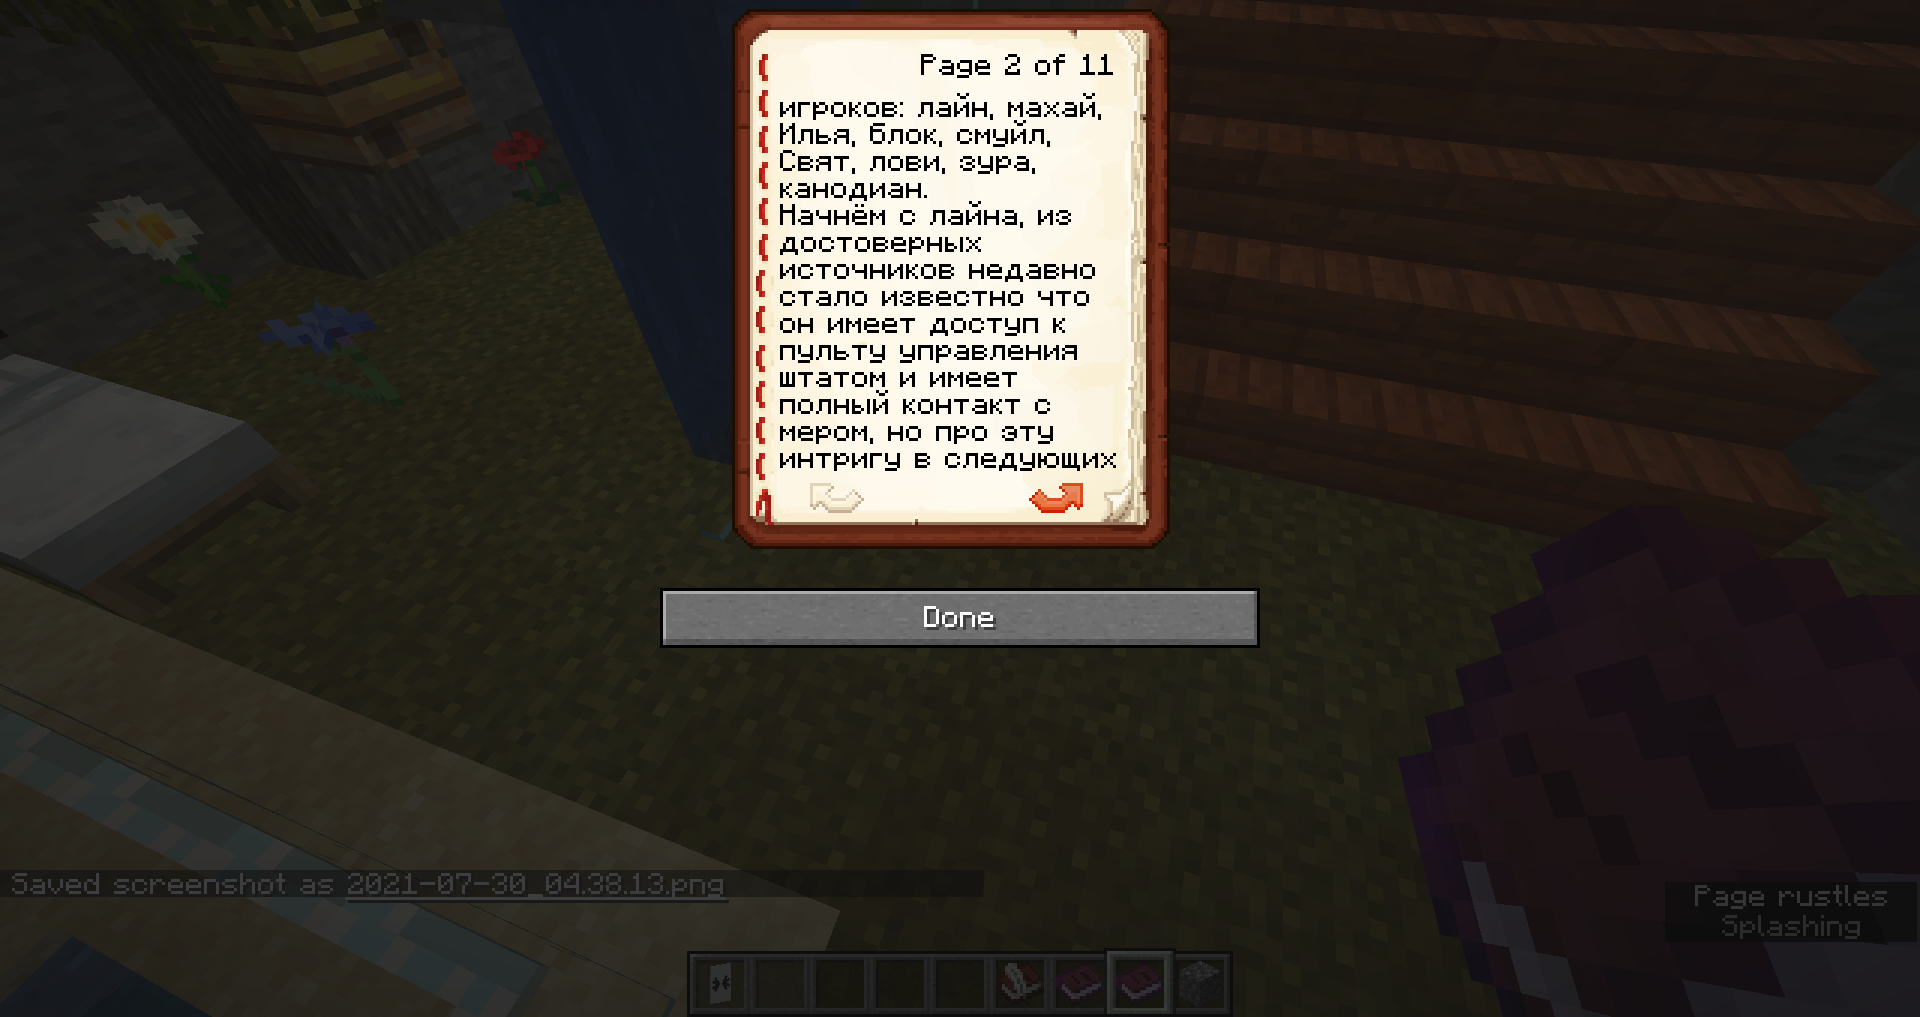 Page 2 of 11
игроков: лайн, махай,
Илья, блок, смуйл,
Свят, лови, зура,
канодиан.
Начнём с лайна, из
достоверных
источников недавно
стало известно что
он имеет доступ к
пульту управления
штатом и имеет
полный контакт с
мером, но про эту
интригу в следующих
Done
Saved screenshot as 2021-07-30_04.38.13.png
Page rustles
Splashing